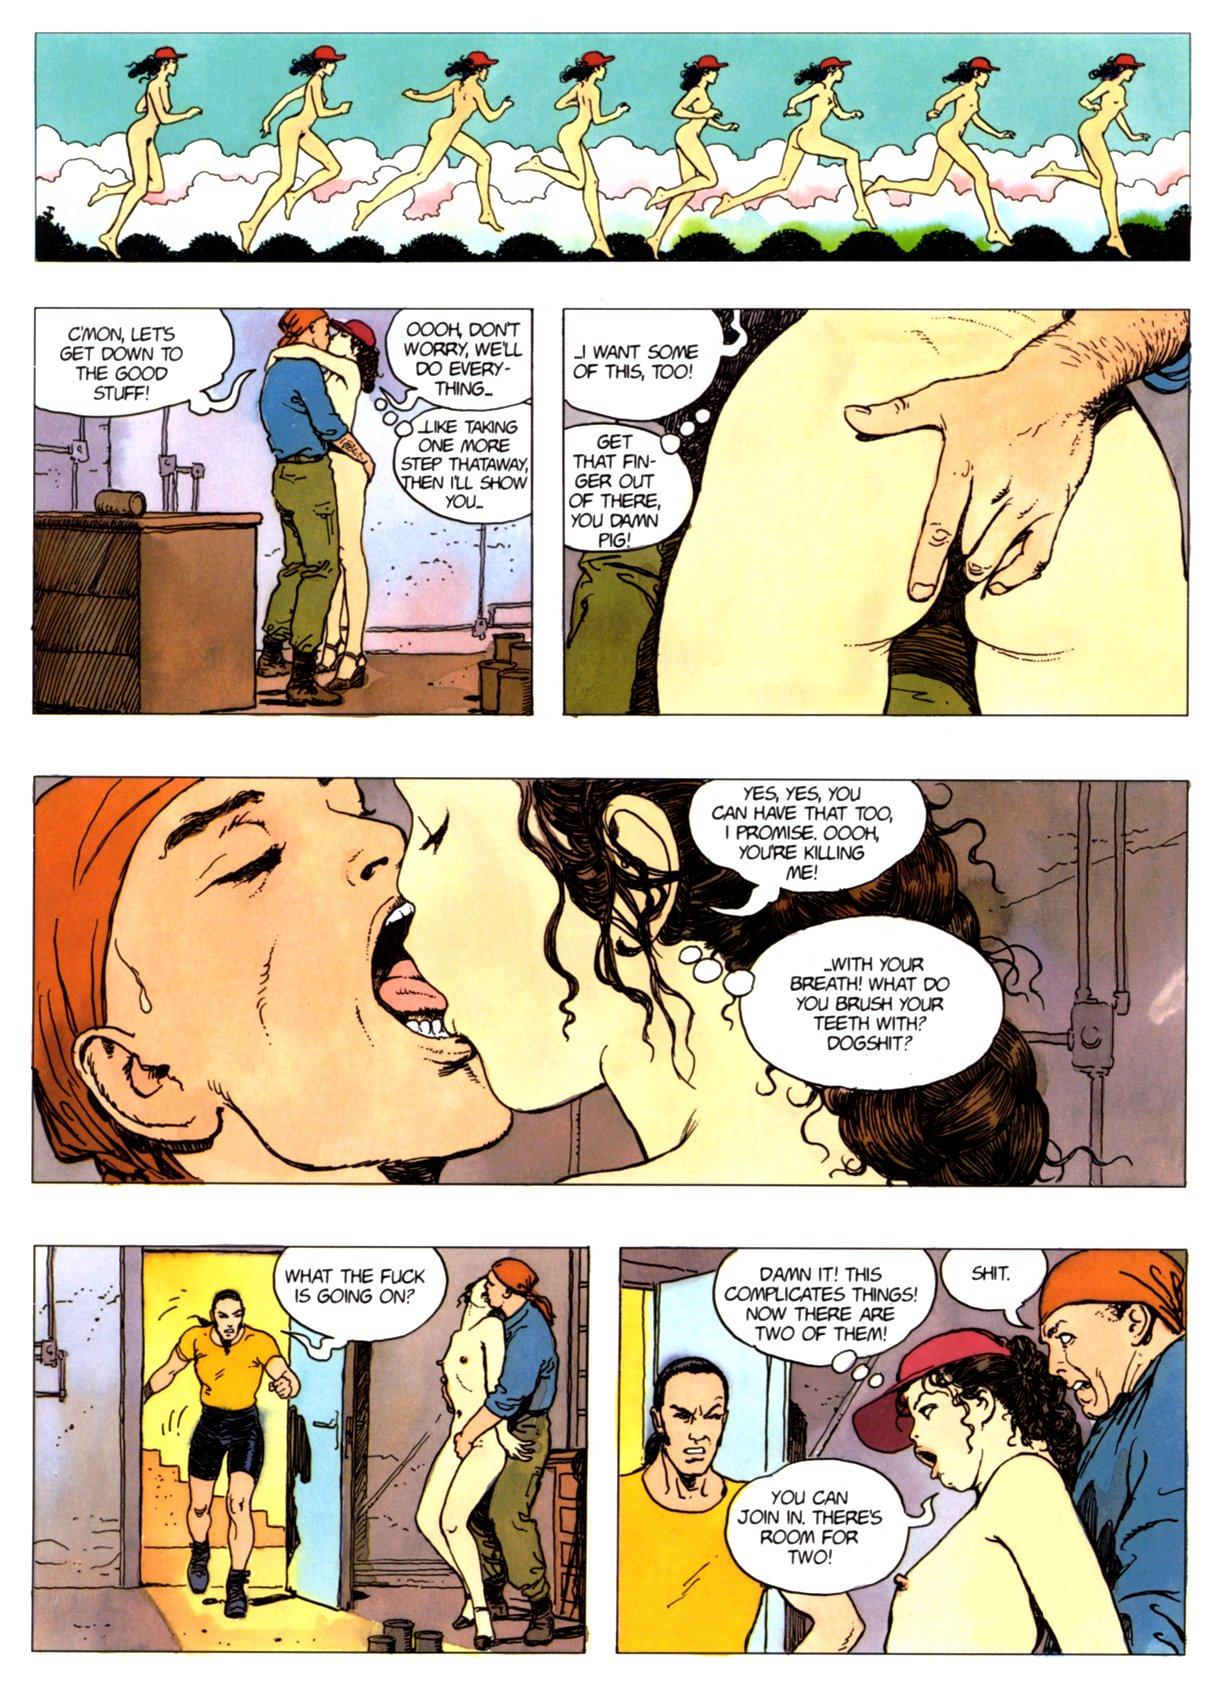 C'MON, LET'S
GET DOWN TO
THE GOOD
STUFF!
OOOH, DON'T
WORRY, WE'LL
DO EVERY-
THING...
...LIKE TAKING
ONE MORE
STEP THATAWAY,
THEN I'LL SHOW
YOU...
...I WANT SOME
OF THIS, TOO!
GET
THAT FIN-
GER OUT
OF THERE,
YOU DAMN
PIG!
YES, YES, YOU
CAN HAVE THAT TOO,
I PROMISE. OOOH,
YOU'RE KILLING
ME!
...WITH YOUR
BREATH! WHAT DO
YOU BRUSH YOUR
TEETH WITH?
DOGSHIT?
WHAT THE FUCK
IS GOING ON?
DAMN IT! THIS
COMPLICATES THINGS!
NOW THERE ARE
TWO OF THEM!
SHIT.
YOU CAN
JOIN IN. THERE'S
ROOM FOR
TWO!